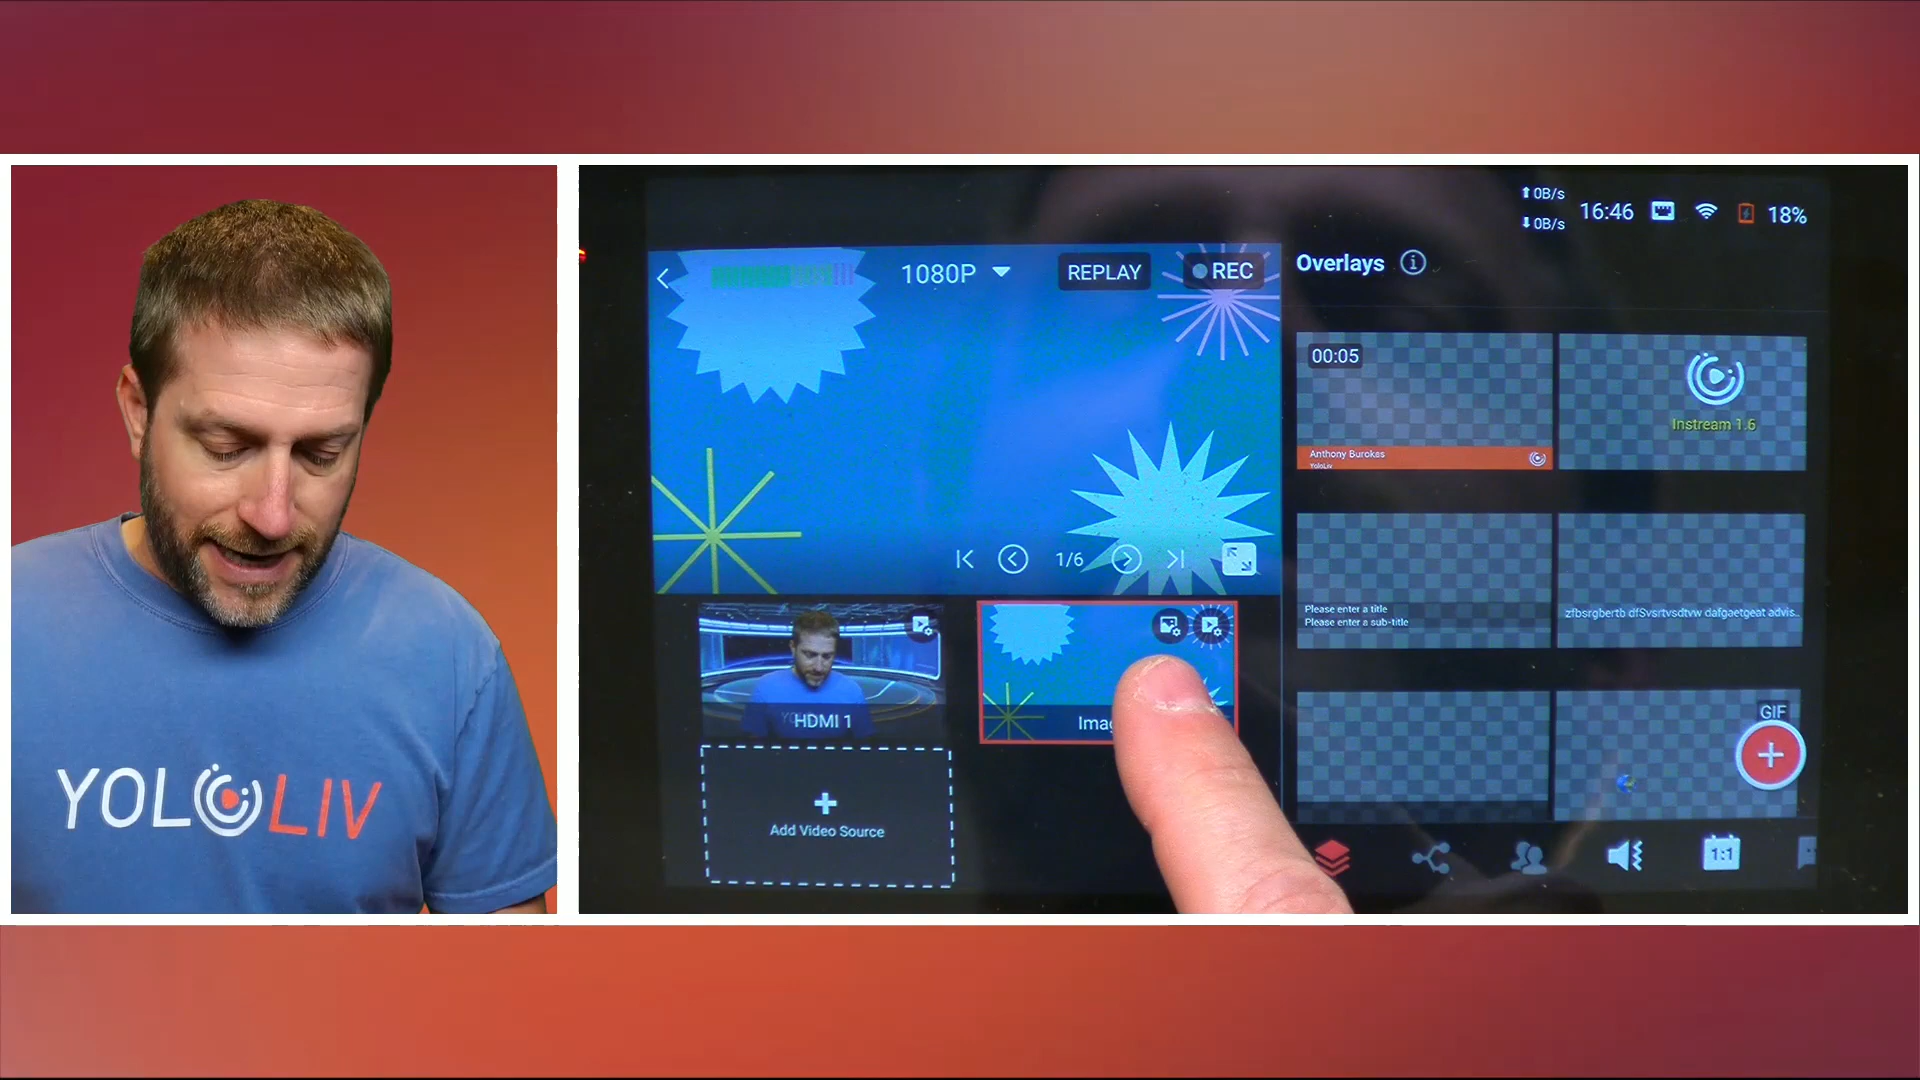 YOLOLIV
0B/s
0B/s
16:46
18%
1080P
REPLAY
REC
Overlays
00:05
Anthony Burokas
YoloLiv
Instream 1.6
1/6
Please enter a title
Please enter a sub-title
zfbsrgbertb dfSvsrtvsdtvw dafgaetgeat advis..
HDMI 1
Imag
GIF
Add Video Source
1:1